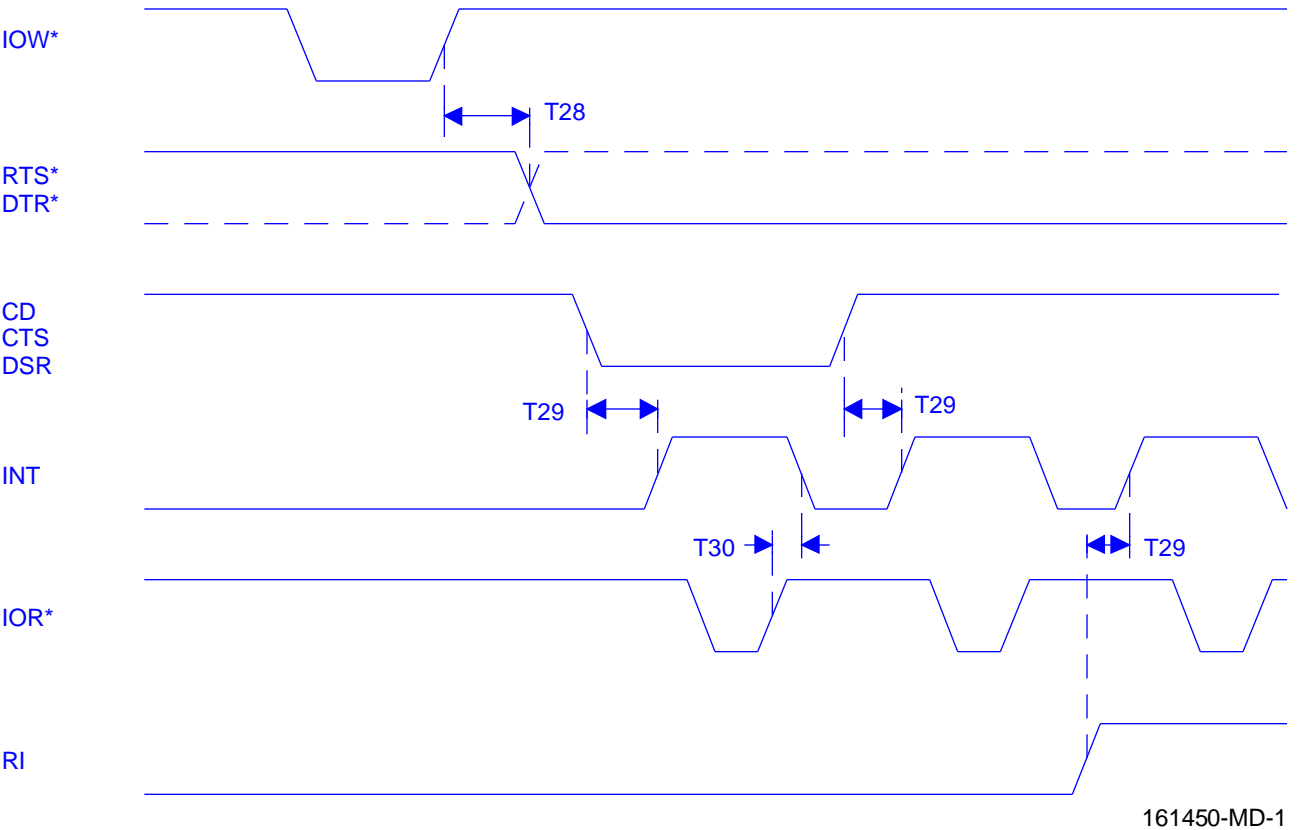 IOW*
T28
RTS*
DTR*
CD
CTS
DSR
T29
T29
INT
T30
T29
IOR*
RI
161450-MD-1